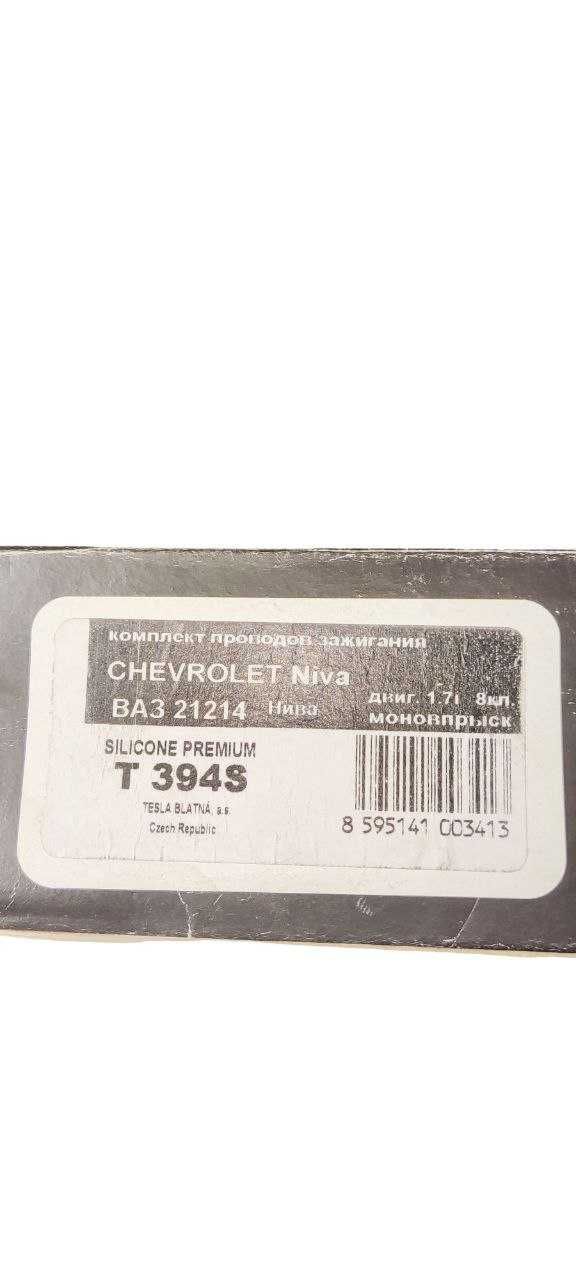 комплект проподов зажигания
CHEVROLET Niva
ВАЗ 21214 Нива двиг. 1.7i 8кл.
моновпрыск
SILICONE PREMIUM
T 394S
TESLA BLATNÁ, a.s.
Czech Republic
8 595141 003413